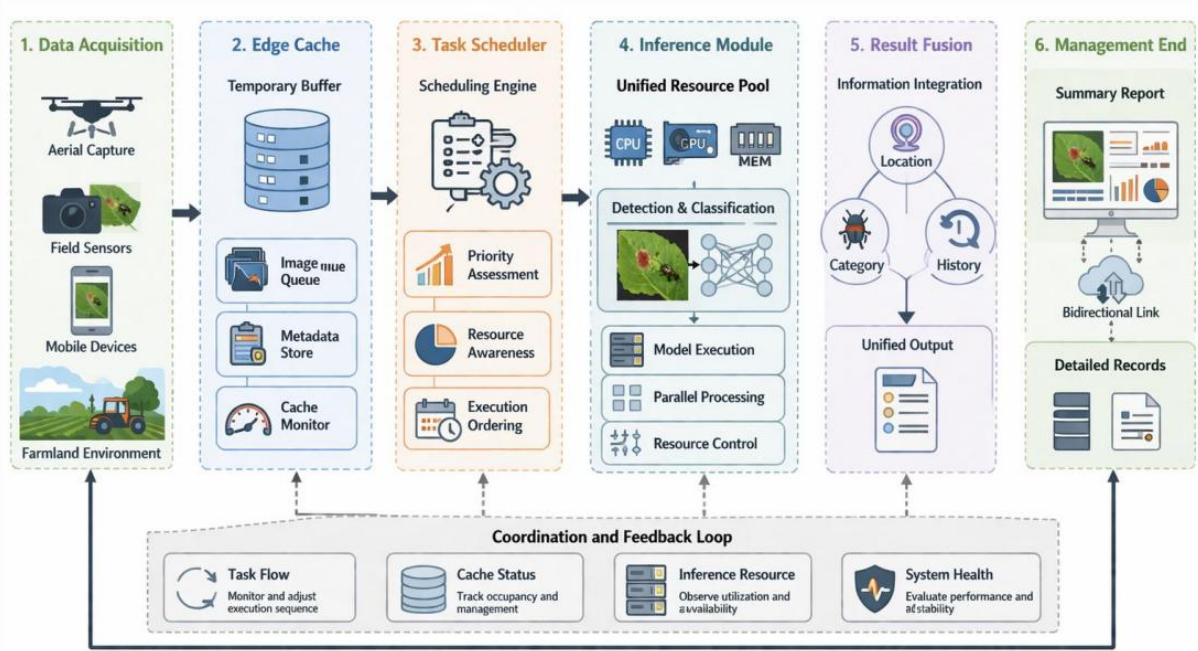 1. Data Acquisition
Aerial Capture
Field Sensors
Mobile Devices
Farmland Environment
2. Edge Cache
Temporary Buffer
Image
Queue
Metadata
Store
Cache
Monitor
3. Task Scheduler
Scheduling Engine
Priority
Assessment
Resource
Awareness
Execution
Ordering
4. Inference Module
Unified Resource Pool
CPU
GPU
MEM
Detection & Classification
Model Execution
Parallel Processing
Resource Control
5. Result Fusion
Information Integration
Location
Category
History
Unified Output
6. Management End
Summary Report
Bidirectional Link
Detailed Records
Coordination and Feedback Loop
Task Flow
Monitor and adjust
execution sequence
Cache Status
Track occupancy and
management
Inference Resource
Observe utilization and
System Health
Evaluate performance and